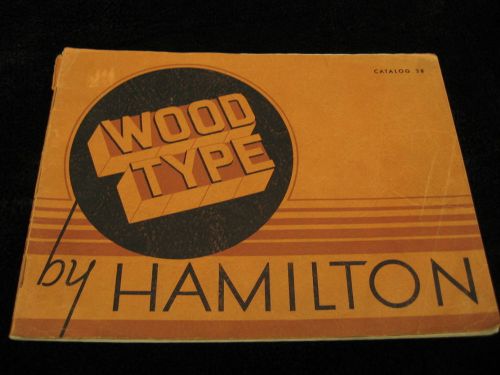 CATALOG 38
WOOD
TYPE
by HAMILTON